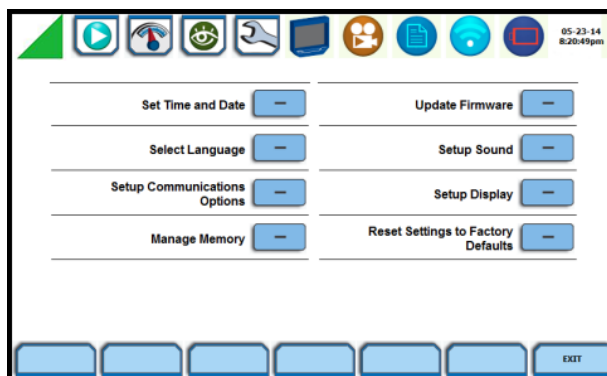 05-23-14
8:20:49pm
Set Time and Date
Update Firmware
Select Language
Setup Sound
Setup Communications
Options
Setup Display
Manage Memory
Reset Settings to Factory
Defaults
EXIT